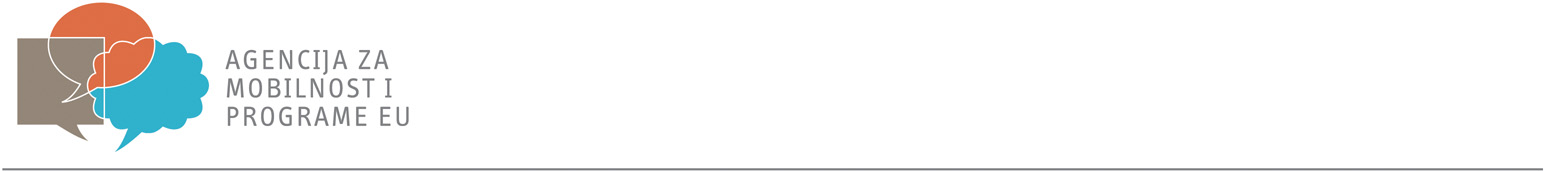 AGENCIJA ZA
MOBILNOST I
PROGRAME EU